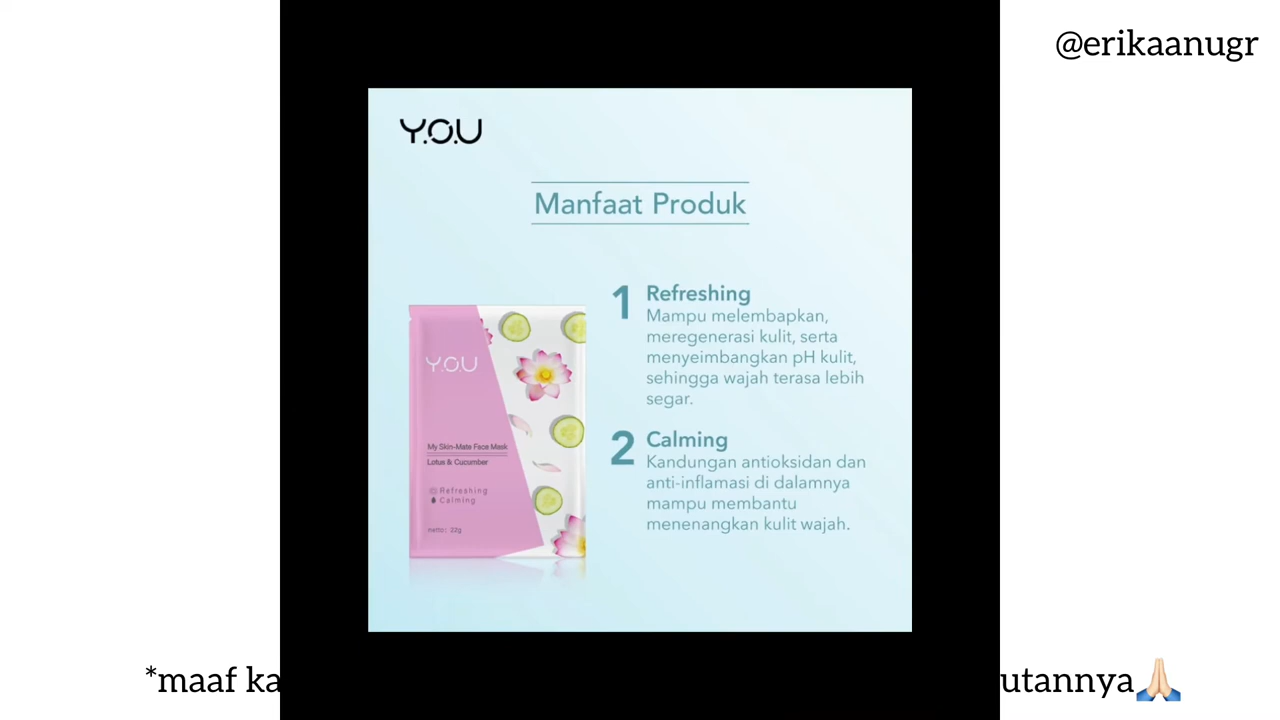 @erikaanugr
Y.O.U
Manfaat Produk
1 Refreshing
Mampu melembapkan,
meregenerasi kulit, serta
menyeimbangkan pH kulit,
sehingga wajah terasa lebih
segar.
2 Calming
Kandungan antioksidan dan
anti-inflamasi di dalamnya
mampu membantu
menenangkan kulit wajah.
Y.O.U
My Skin-Mate Face Mask
Lotus & Cucumber
Refreshing
Calming
netto: 22g
*maaf ka
utannya🙏🏻